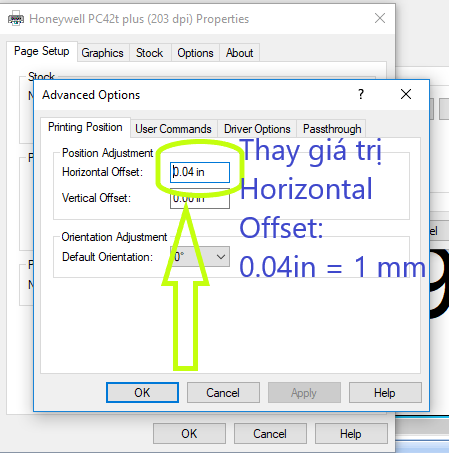 Honeywell PC42t plus (203 dpi) Properties
Page Setup Graphics Stock Options About
Stock
Advanced Options
Printing Position User Commands Driver Options Passthrough
Position Adjustment
Horizontal Offset: 0.04 in
Vertical Offset: 0.00 in
Orientation Adjustment
Default Orientation: 0°
Thay giá trị
Horizontal
Offset:
0.04in = 1 mm
OK Cancel Apply Help
OK Cancel Help